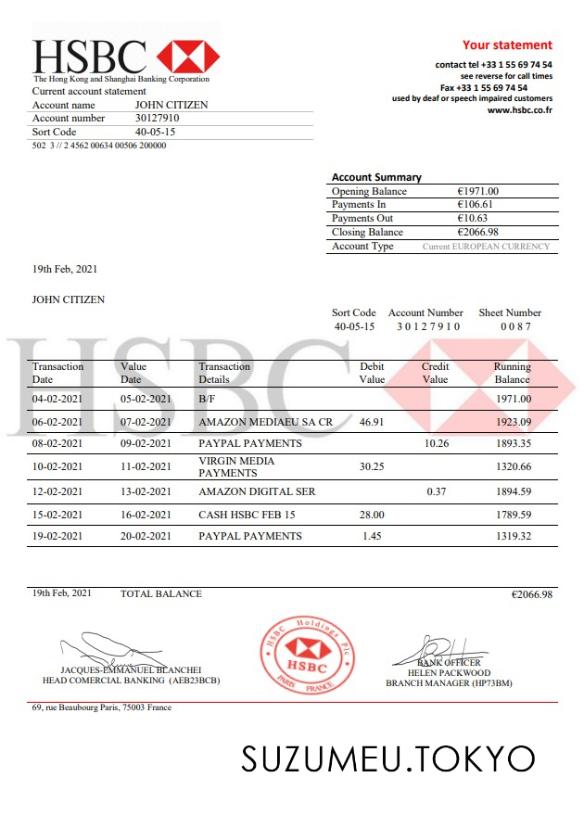 HSBC
The Hong Kong and Shanghai Banking Corporation
Current account statement
Account name JOHN CITIZEN
Account number 30127910
Sort Code 40-05-15
502 3 // 2 4562 00634 00506 200000
Your statement
contact tel +33 1 55 69 74 54
see reverse for call times
Fax +33 1 55 69 74 54
used by deaf or speech impaired customers
www.hsbc.co.fr
Account Summary
Opening Balance €1971.00
Payments In €106.61
Payments Out €10.63
Closing Balance €2066.98
Account Type Current EUROPEAN CURRENCY
19th Feb, 2021
JOHN CITIZEN
Sort Code Account Number Sheet Number
40-05-15 3 0 1 2 7 9 1 0 0 0 8 7
HSBC
Transaction Value Transaction Debit Credit Running
Date Date Details Value Value Balance
04-02-2021 05-02-2021 B/F 1971.00
06-02-2021 07-02-2021 AMAZON MEDIAEU SA CR 46.91 1923.09
08-02-2021 09-02-2021 PAYPAL PAYMENTS 10.26 1893.35
10-02-2021 11-02-2021 VIRGIN MEDIA PAYMENTS 30.25 1320.66
12-02-2021 13-02-2021 AMAZON DIGITAL SER 0.37 1894.59
15-02-2021 16-02-2021 CASH HSBC FEB 15 28.00 1789.59
19-02-2021 20-02-2021 PAYPAL PAYMENTS 1.45 1319.32
19th Feb, 2021 TOTAL BALANCE €2066.98
JACQUES-EMMANUEL BLANCHEI
HEAD COMERCIAL BANKING (AEB23BCB)
HSBC Holdings Plc
HSBC
PARIS FRANCE
BANK OFFICER
HELEN PACKWOOD
BRANCH MANAGER (HP73BM)
69, rue Beaubourg Paris, 75003 France
SUZUMEU.TOKYO